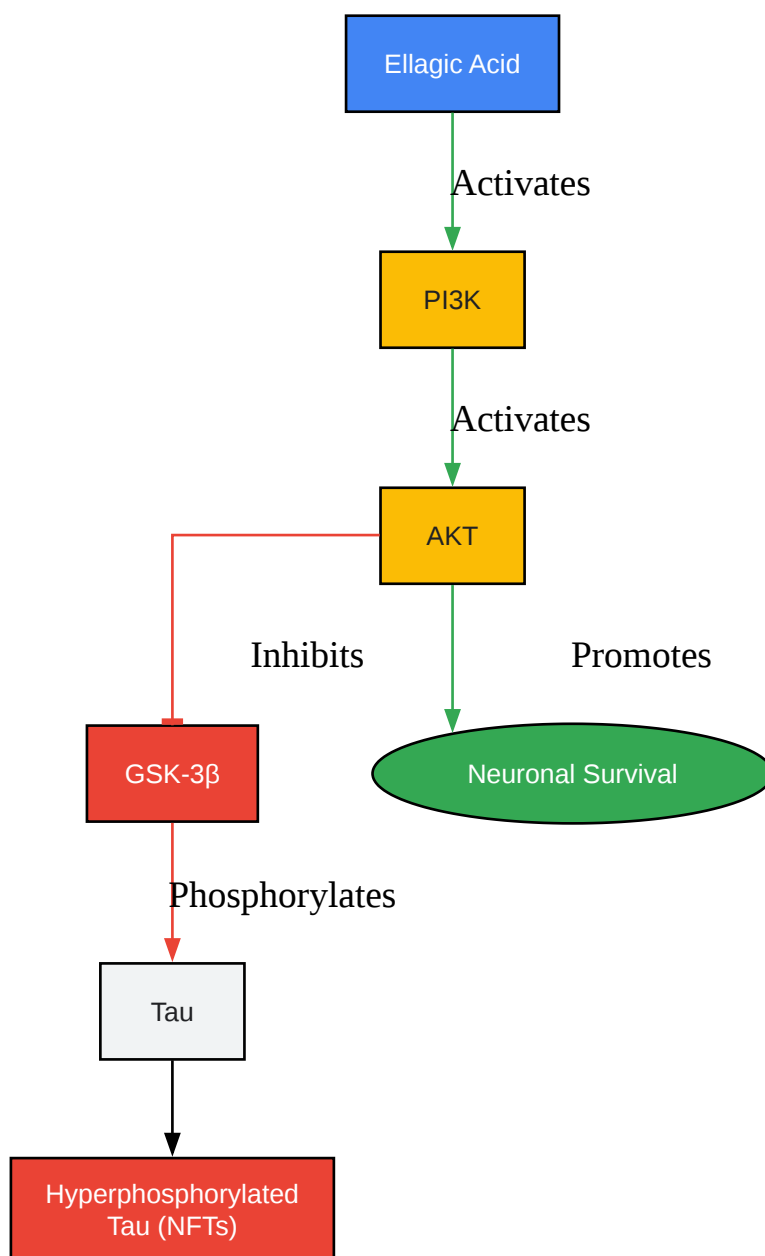 Ellagic Acid
Activates
PI3K
Activates
AKT
Inhibits
Promotes
GSK-3β
Neuronal Survival
Phosphorylates
Tau
Hyperphosphorylated
Tau (NFTs)